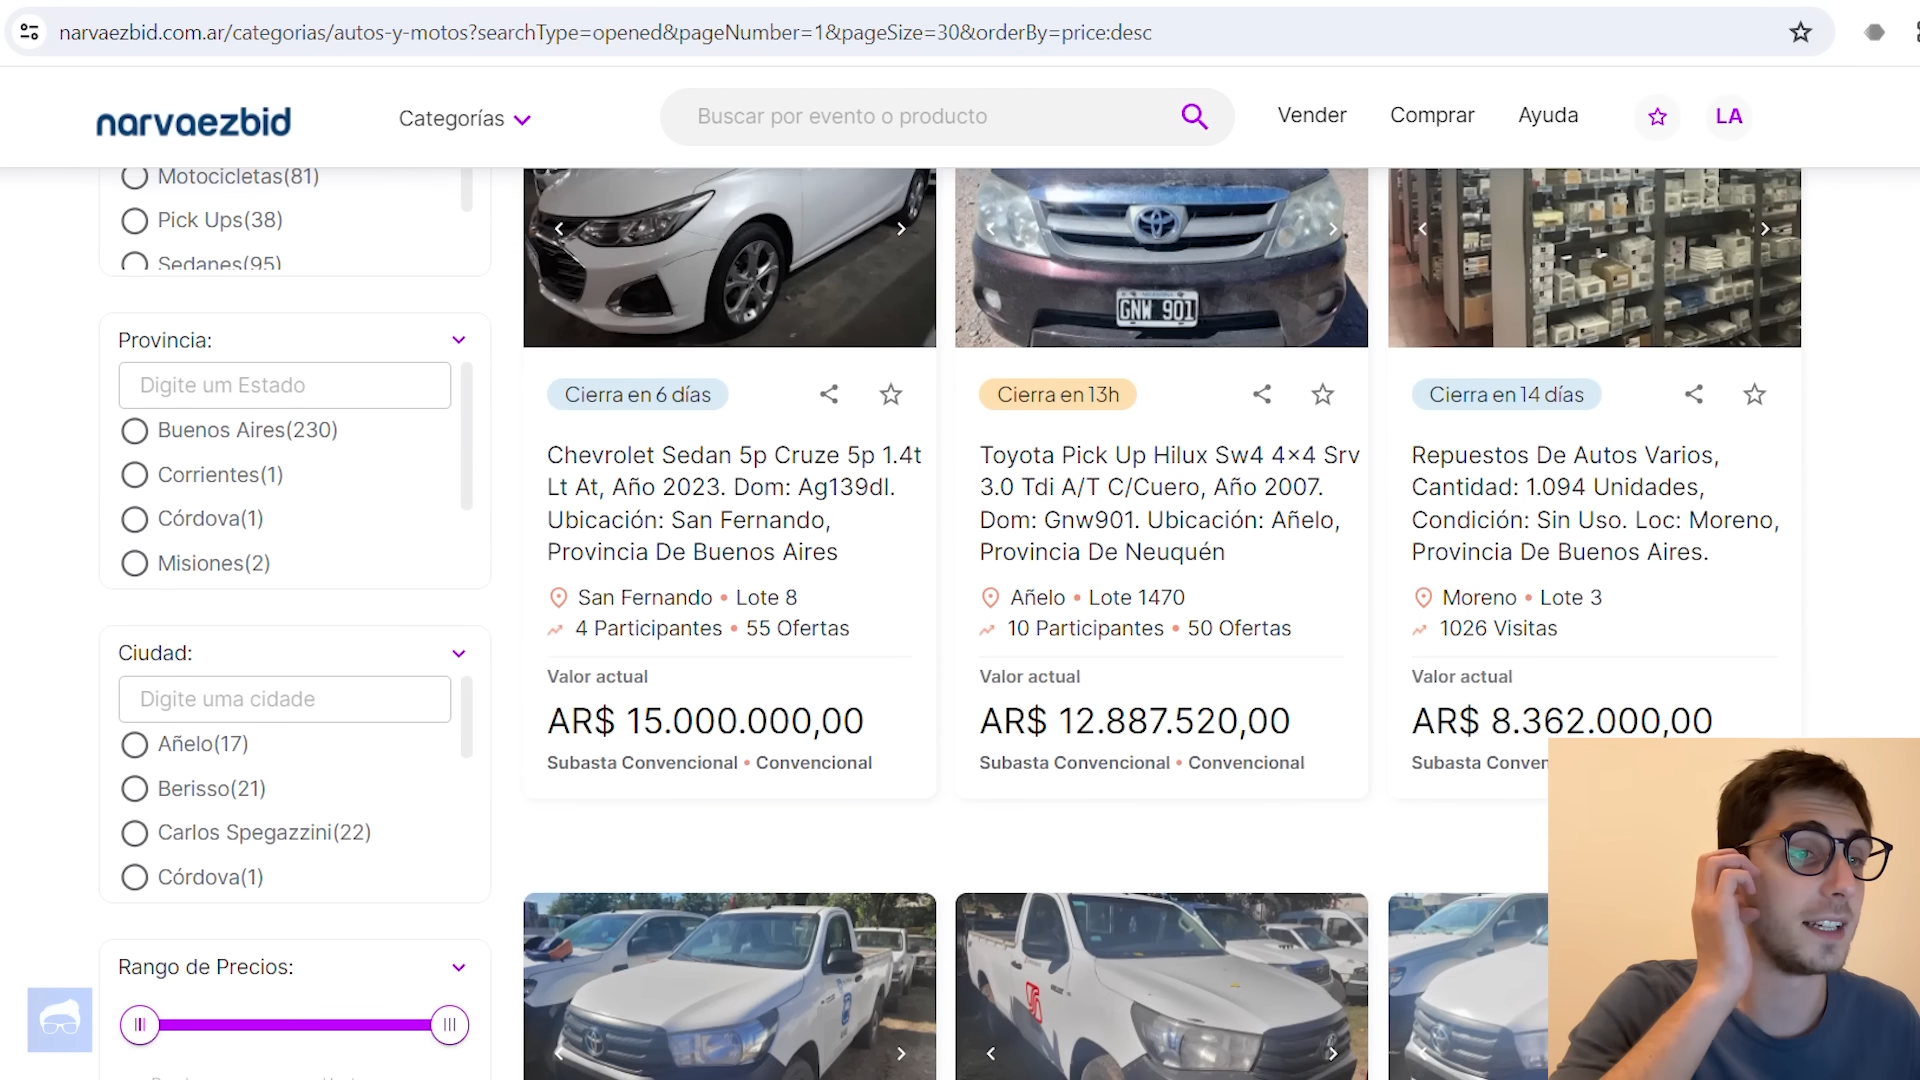 narvaezbid.com.ar/categorias/autos-y-motos?searchType=opened&pageNumber=1&pageSize=30&orderBy=price:desc
narvaezbid
Categorías
Buscar por evento o producto
Vender
Comprar
Ayuda
LA
Motocicletas(81)
Pick Ups(38)
Sedanes(95)
Provincia:
Digite um Estado
Buenos Aires(230)
Corrientes(1)
Córdova(1)
Misiones(2)
Ciudad:
Digite uma cidade
Añelo(17)
Berisso(21)
Carlos Spegazzini(22)
Córdova(1)
Rango de Precios:
Cierra en 6 días
Chevrolet Sedan 5p Cruze 5p 1.4t
Lt At, Año 2023. Dom: Ag139dl.
Ubicación: San Fernando,
Provincia De Buenos Aires
San Fernando • Lote 8
4 Participantes • 55 Ofertas
Valor actual
AR$ 15.000.000,00
Subasta Convencional • Convencional
GNW 901
Cierra en 13h
Toyota Pick Up Hilux Sw4 4×4 Srv
3.0 Tdi A/T C/Cuero, Año 2007.
Dom: Gnw901. Ubicación: Añelo,
Provincia De Neuquén
Añelo • Lote 1470
10 Participantes • 50 Ofertas
Valor actual
AR$ 12.887.520,00
Subasta Convencional • Convencional
Cierra en 14 días
Repuestos De Autos Varios,
Cantidad: 1.094 Unidades,
Condición: Sin Uso. Loc: Moreno,
Provincia De Buenos Aires.
Moreno • Lote 3
1026 Visitas
Valor actual
AR$ 8.362.000,00
Subasta Conven